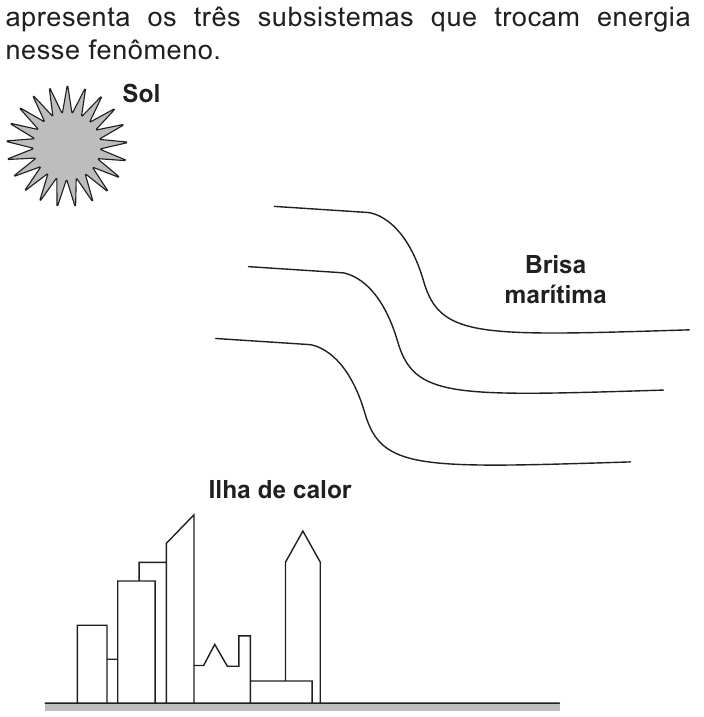 apresenta os três subsistemas que trocam energia
nesse fenômeno.
Sol
Brisa
marítima
Ilha de calor